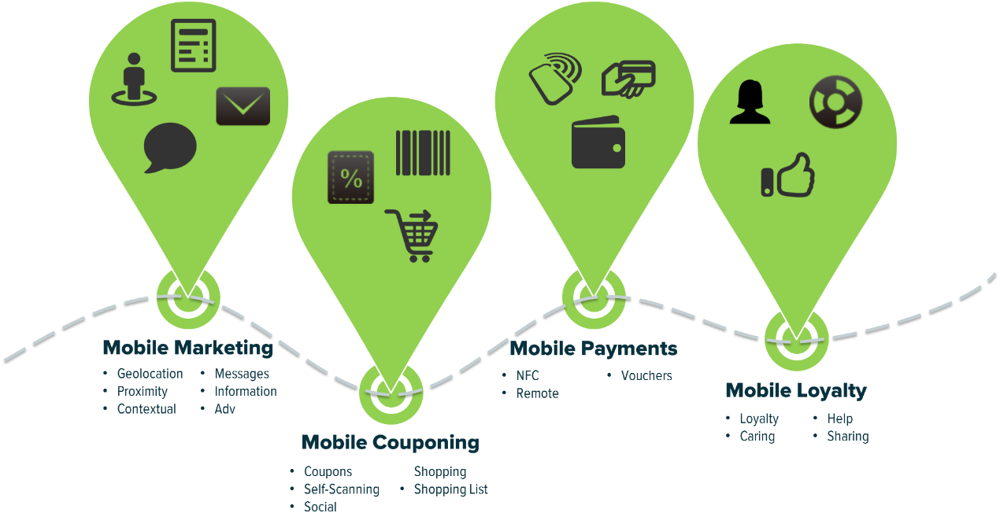 %
Mobile Marketing
• Geolocation
• Proximity
• Contextual
• Messages
• Information
• Adv
Mobile Couponing
• Coupons
• Self-Scanning
• Social
Shopping
• Shopping List
Mobile Payments
• NFC
• Remote
• Vouchers
Mobile Loyalty
• Loyalty
• Caring
• Help
• Sharing